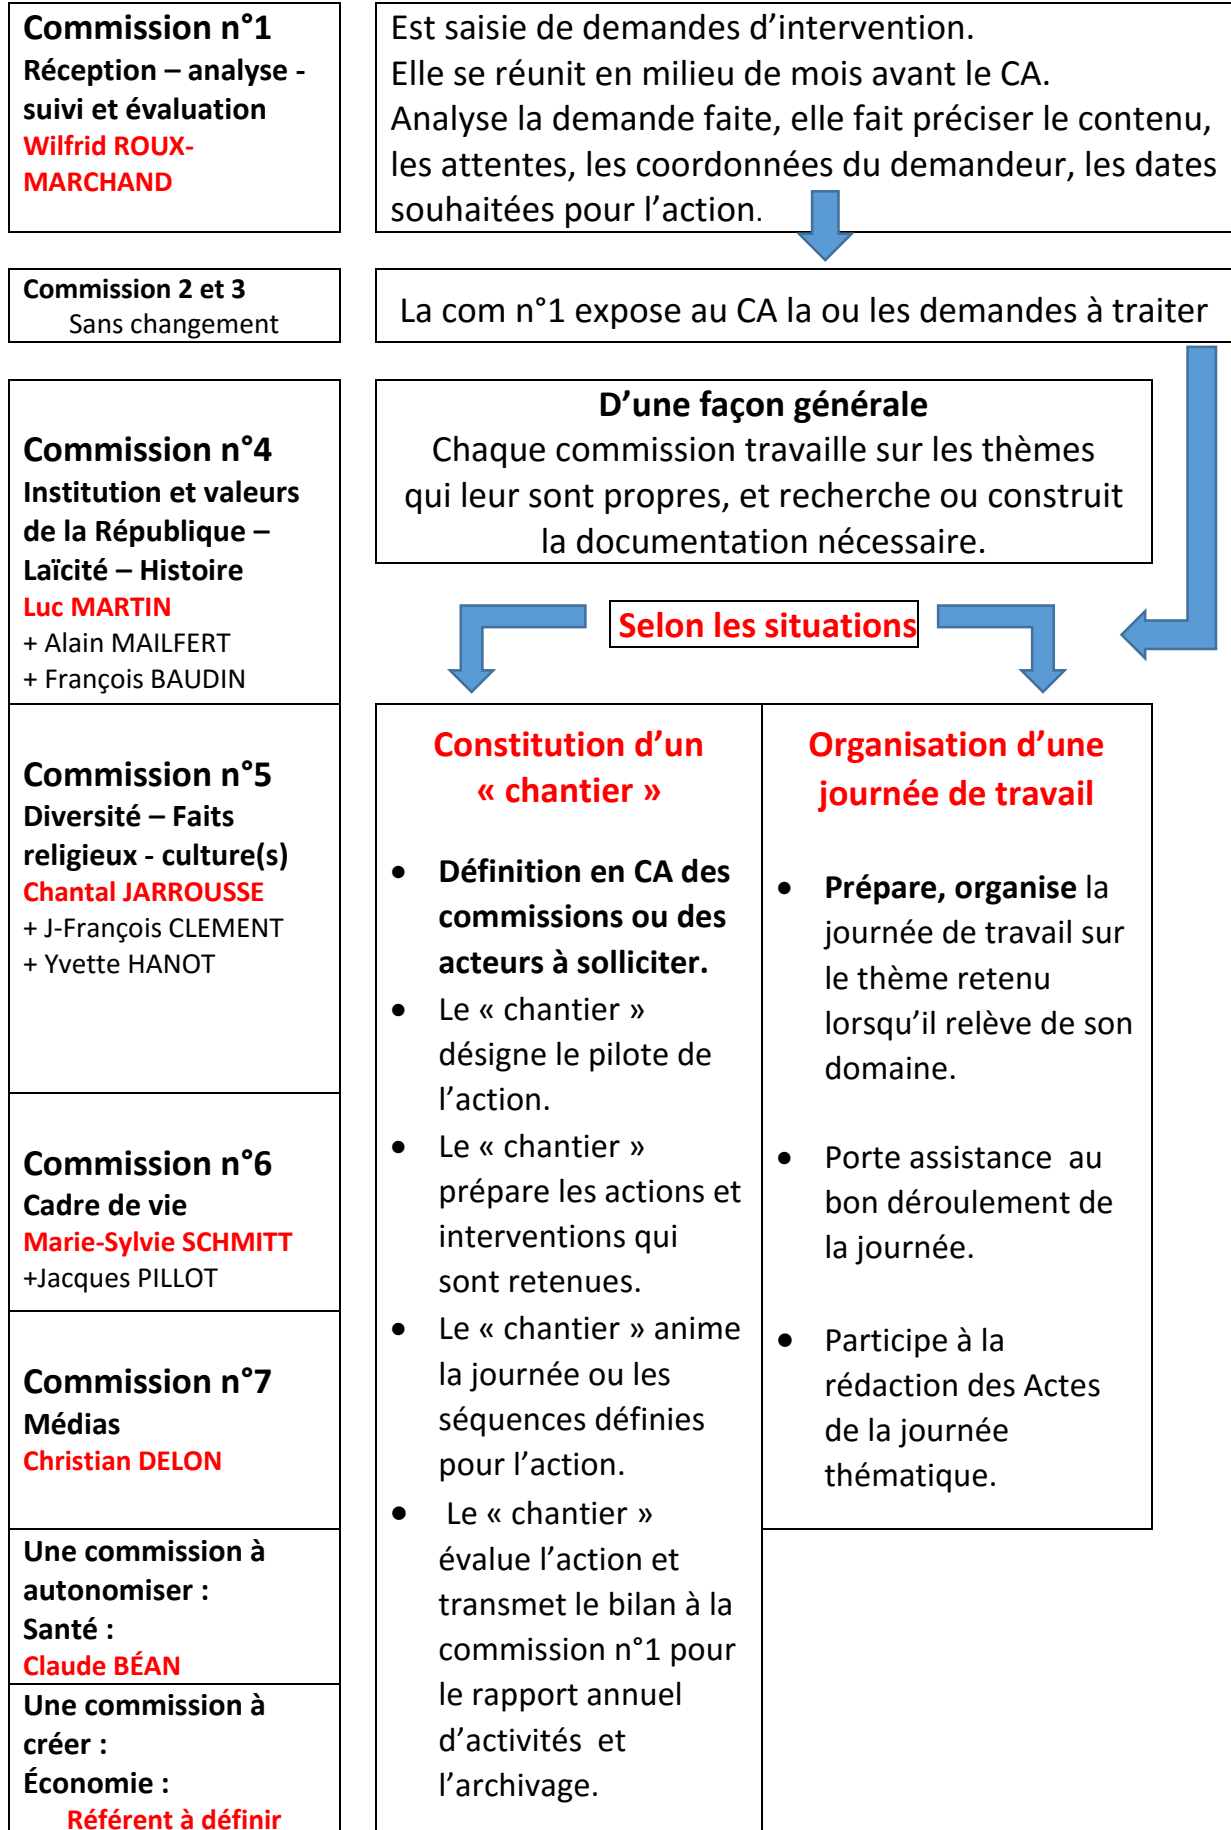 Commission n°1
Réception – analyse -
suivi et évaluation
Wilfrid ROUX-
MARCHAND
Est saisie de demandes d’intervention.
Elle se réunit en milieu de mois avant le CA.
Analyse la demande faite, elle fait préciser le contenu,
les attentes, les coordonnées du demandeur, les dates
souhaitées pour l’action.
Commission 2 et 3
Sans changement
La com n°1 expose au CA la ou les demandes à traiter
Commission n°4
Institution et valeurs
de la République –
Laïcité – Histoire
Luc MARTIN
+ Alain MAILFERT
+ François BAUDIN
D’une façon générale
Chaque commission travaille sur les thèmes
qui leur sont propres, et recherche ou construit
la documentation nécessaire.
Selon les situations
Commission n°5
Diversité – Faits
religieux - culture(s)
Chantal JARROUSSE
+ J-François CLEMENT
+ Yvette HANOT
Commission n°6
Cadre de vie
Marie-Sylvie SCHMITT
+Jacques PILLOT
Commission n°7
Médias
Christian DELON
Une commission à
autonomiser :
Santé :
Claude BÉAN
Une commission à
créer :
Économie :
Référent à définir
Constitution d’un
« chantier »
• Définition en CA des
commissions ou des
acteurs à solliciter.
• Le « chantier »
désigne le pilote de
l’action.
• Le « chantier »
prépare les actions et
interventions qui
sont retenues.
• Le « chantier » anime
la journée ou les
séquences définies
pour l’action.
• Le « chantier »
évalue l’action et
transmet le bilan à la
commission n°1 pour
le rapport annuel
d’activités et
l’archivage.
Organisation d’une
journée de travail
• Prépare, organise la
journée de travail sur
le thème retenu
lorsqu’il relève de son
domaine.
• Porte assistance au
bon déroulement de
la journée.
• Participe à la
rédaction des Actes
de la journée
thématique.